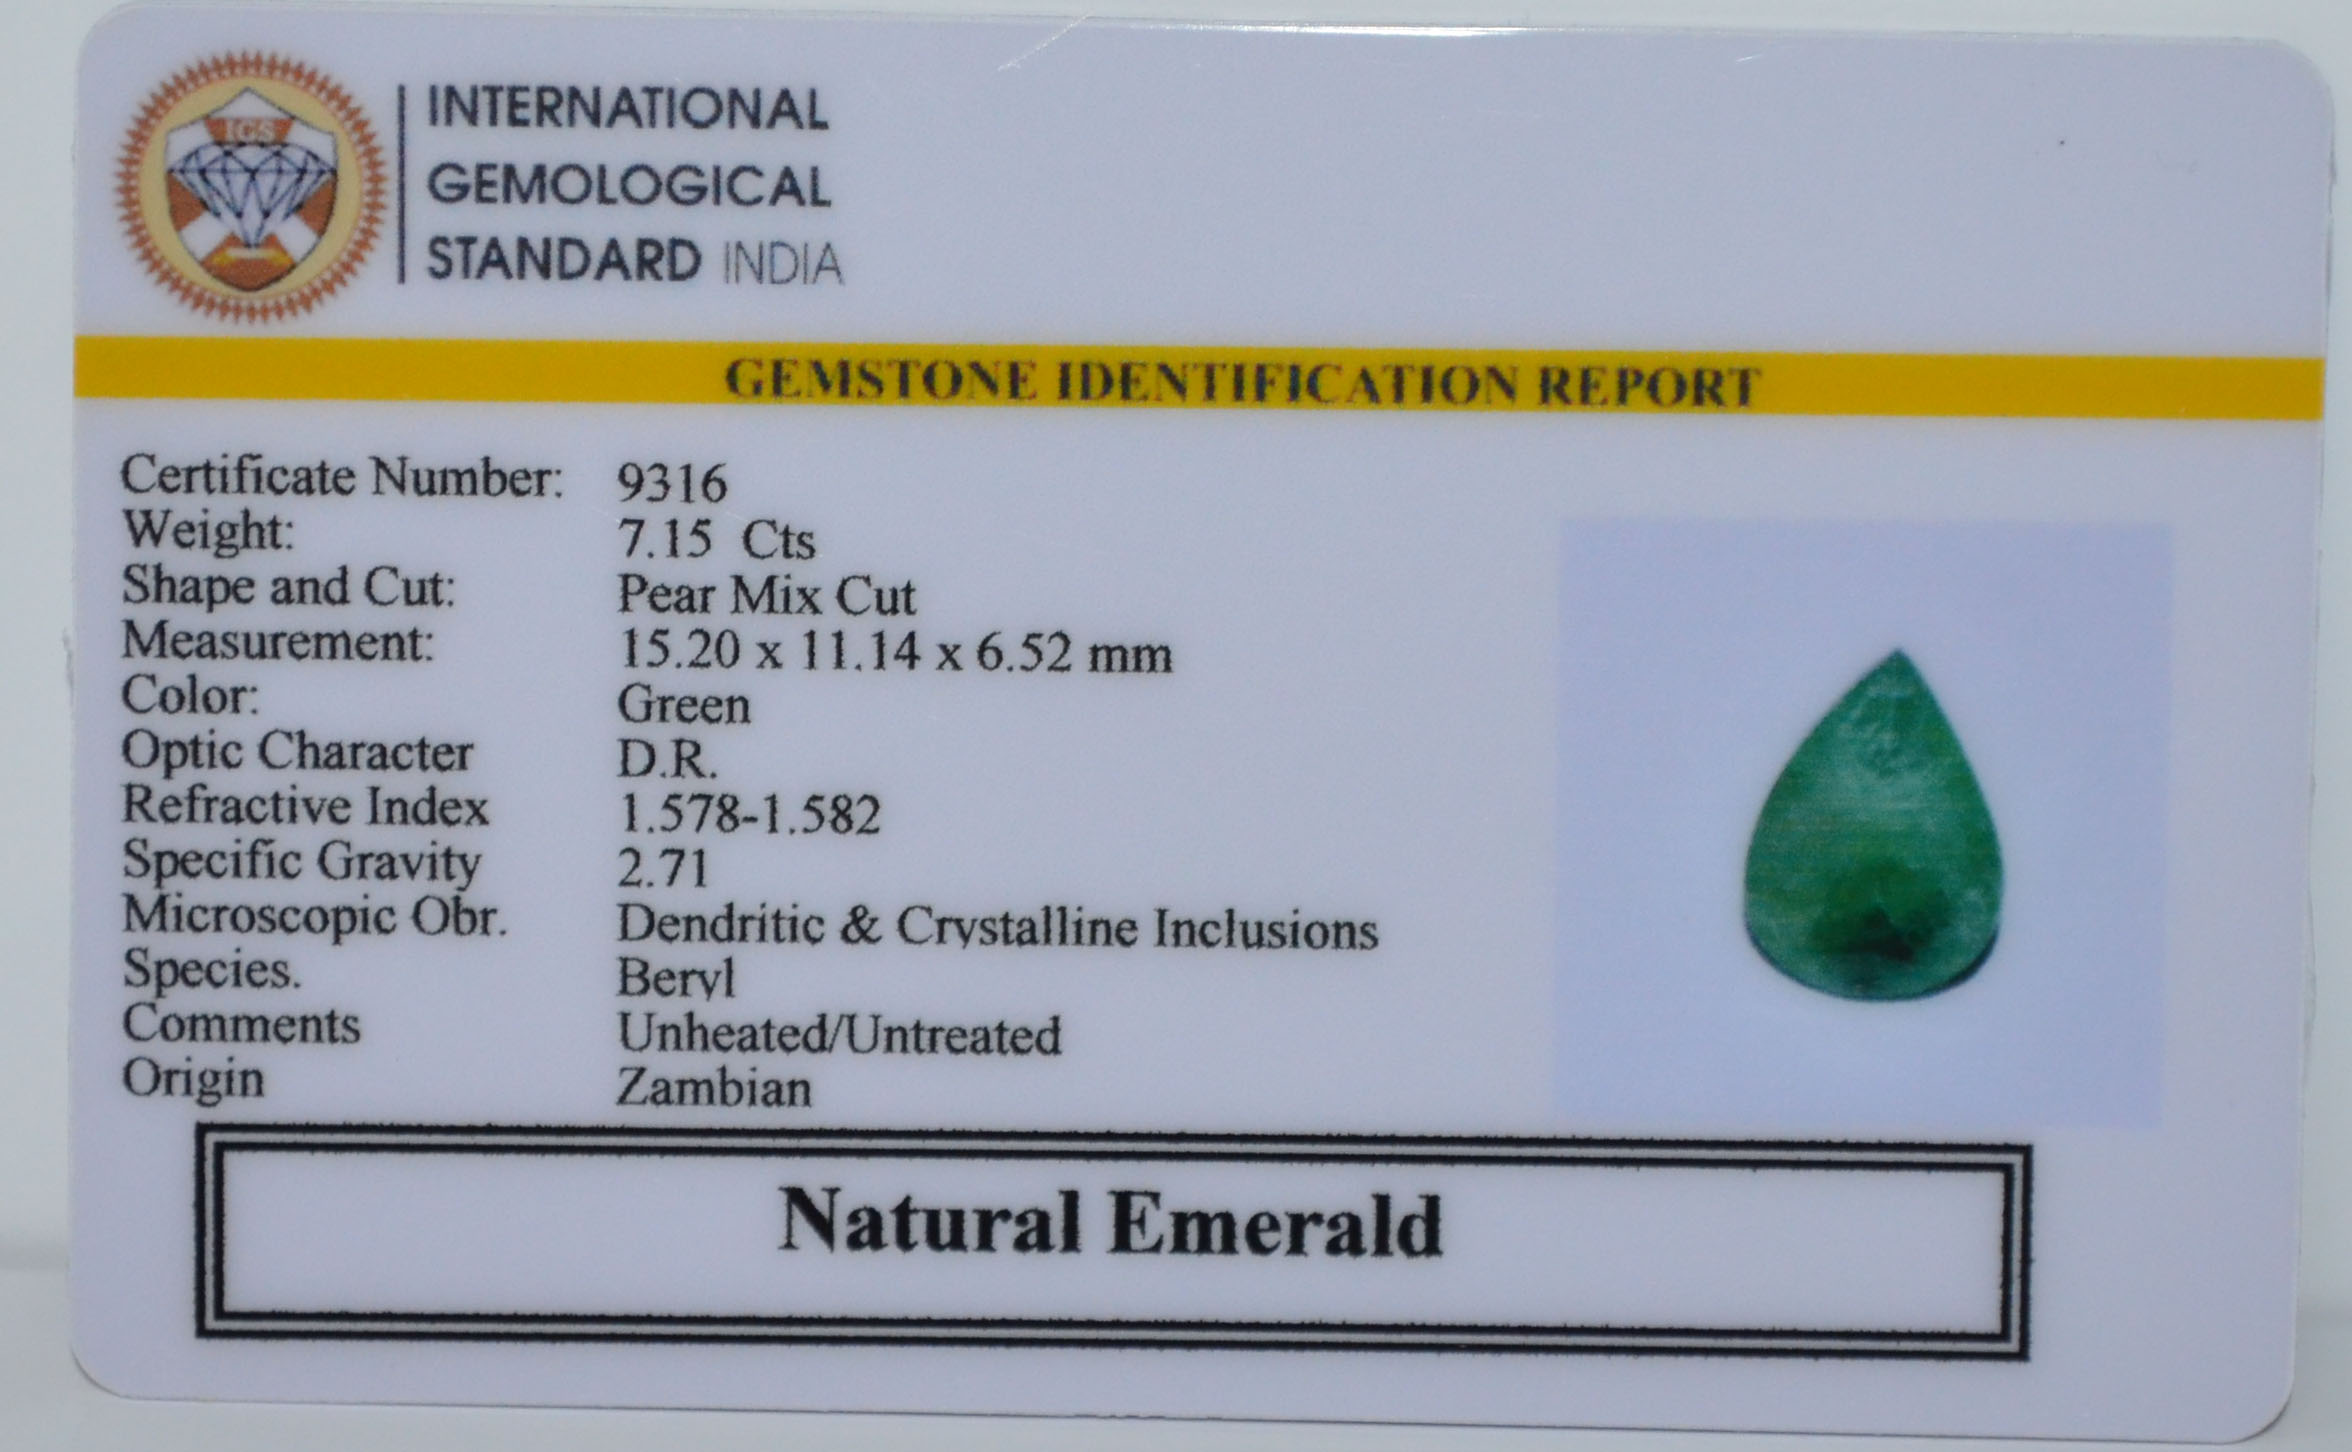 IGS
INTERNATIONAL
GEMOLOGICAL
STANDARD INDIA
GEMSTONE IDENTIFICATION REPORT
Certificate Number: 9316
Weight: 7.15 Cts
Shape and Cut: Pear Mix Cut
Measurement: 15.20 x 11.14 x 6.52 mm
Color: Green
Optic Character D.R.
Refractive Index 1.578-1.582
Specific Gravity 2.71
Microscopic Obr. Dendritic & Crystalline Inclusions
Species. Beryl
Comments Unheated/Untreated
Origin Zambian
Natural Emerald